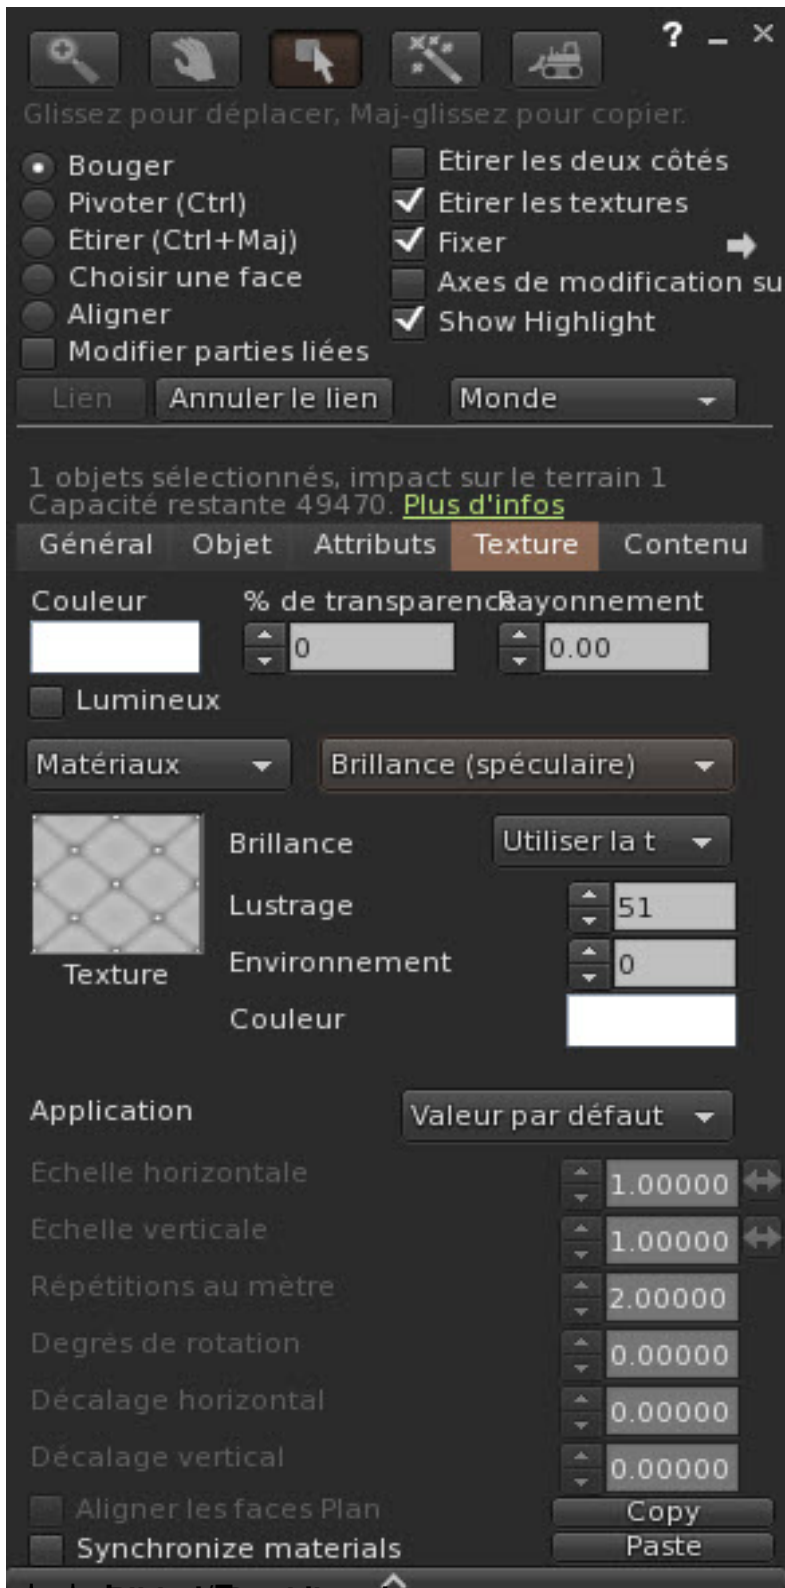 ? _ ×
Glissez pour déplacer, Maj-glissez pour copier.
Bouger
Etirer les deux côtés
Pivoter (Ctrl)
Etirer les textures
Étirer (Ctrl+Maj)
Fixer
Choisir une face
Axes de modification su
Aligner
Show Highlight
Modifier parties liées
Lien
Annuler le lien
Monde
1 objets sélectionnés, impact sur le terrain 1
Capacité restante 49470. Plus d'infos
Général Objet Attributs Texture Contenu
Couleur % de transparence Rayonnement
0 0.00
Lumineux
Matériaux Brillance (spéculaire)
Brillance Utiliser la t
Lustrage 51
Texture
Environnement 0
Couleur
Application Valeur par défaut
Échelle horizontale 1.00000
Échelle verticale 1.00000
Répétitions au mètre 2.00000
Degrés de rotation 0.00000
Décalage horizontal 0.00000
Décalage vertical 0.00000
Aligner les faces Plan Copy
Synchronize materials Paste